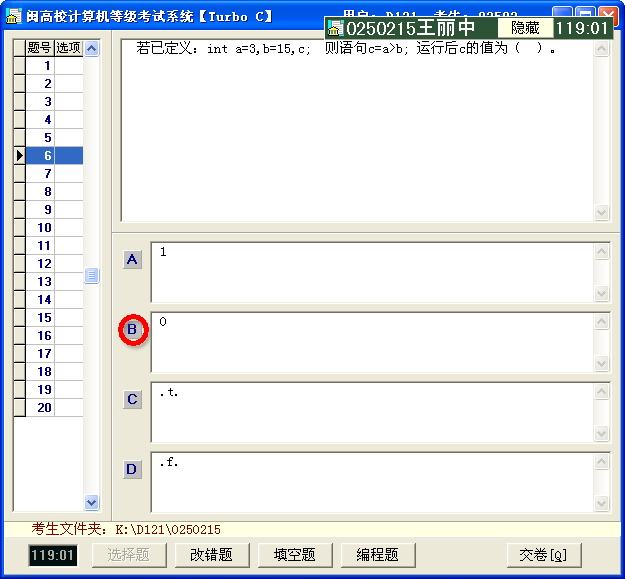 闽高校计算机等级考试系统【Turbo C】
0250215王丽中 隐藏 119:01
题号 选项
1
2
3
4
5
6
7
8
9
10
11
12
13
14
15
16
17
18
19
20
若已定义: int a=3,b=15,c; 则语句c=a>b; 运行后c的值为（ ）。
A 1
B 0
C .t.
D .f.
考生文件夹: K:\D121\0250215
119:01 选择题 改错题 填空题 编程题 交卷[Q]